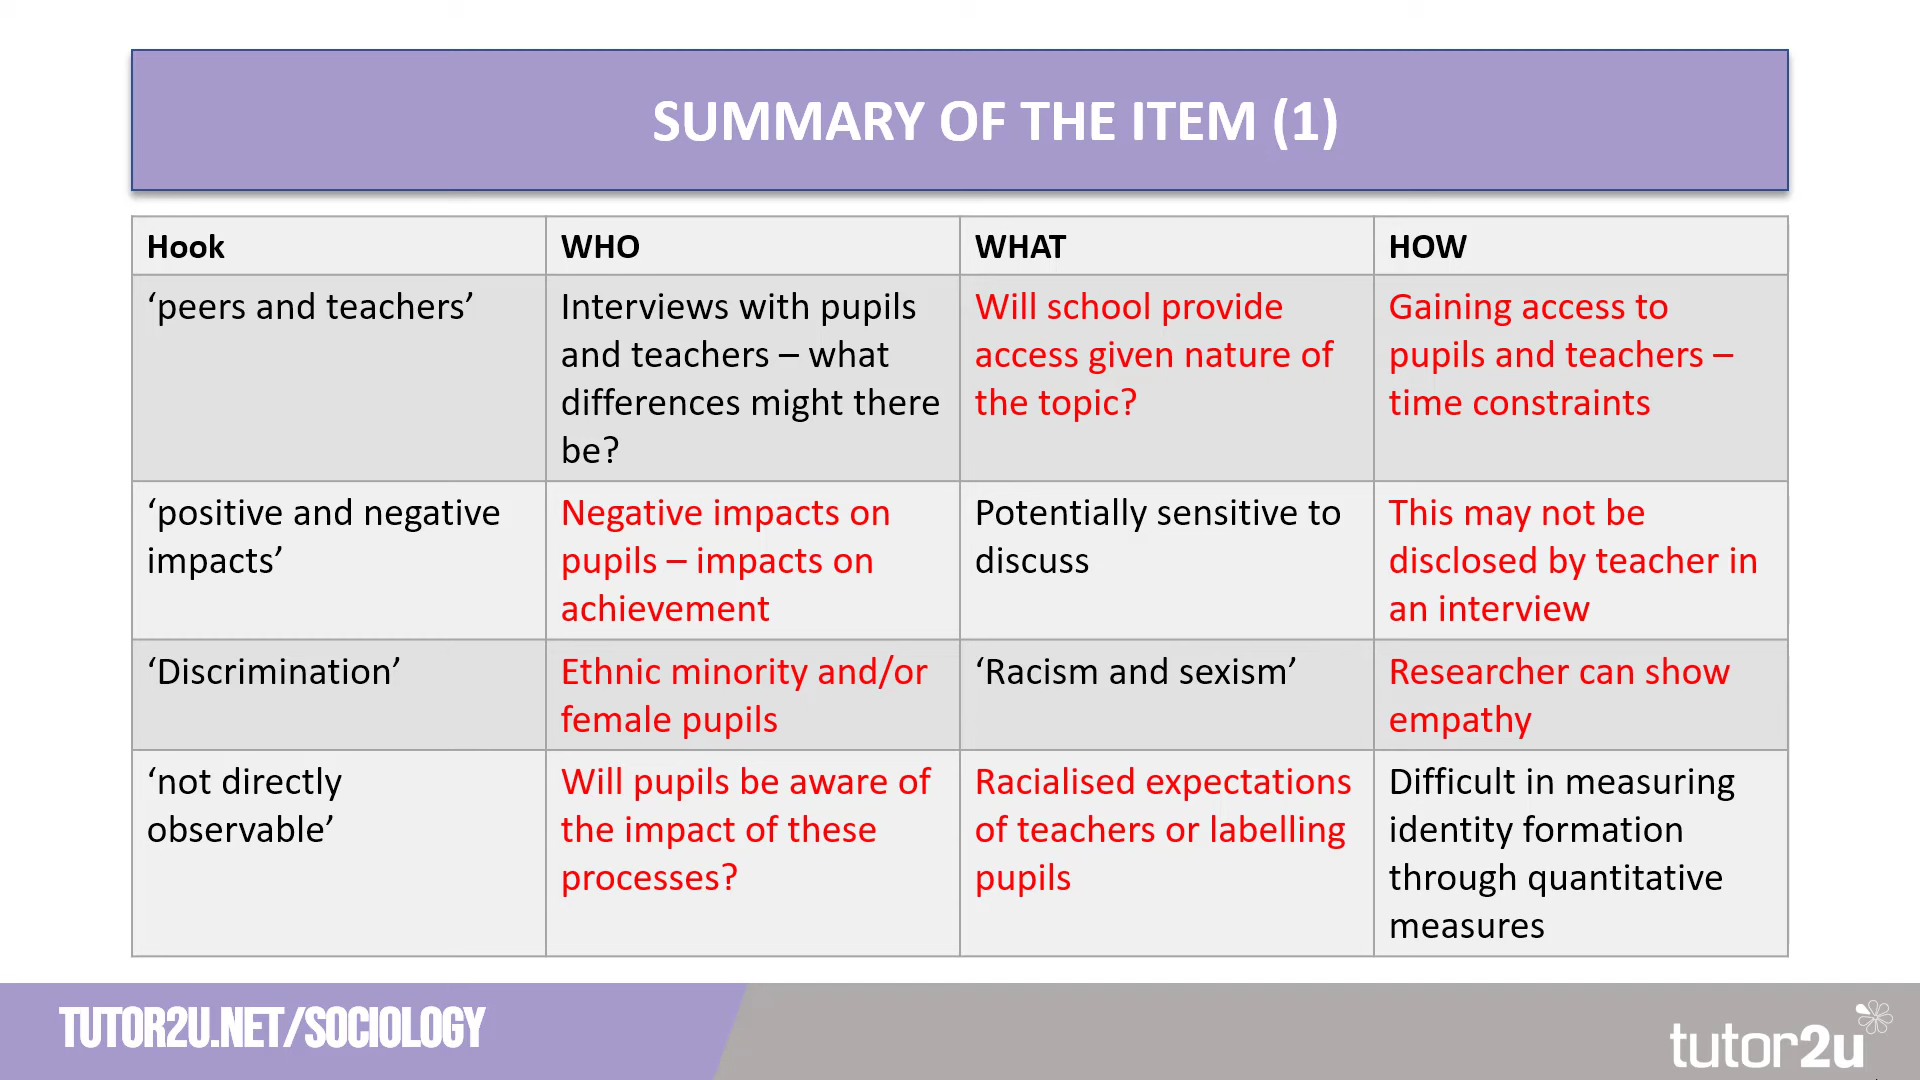 SUMMARY OF THE ITEM (1)
Hook
WHO
WHAT
HOW
‘peers and teachers’
Interviews with pupils
and teachers – what
differences might there
be?
Will school provide
access given nature of
the topic?
Gaining access to
pupils and teachers –
time constraints
‘positive and negative
impacts’
Negative impacts on
pupils – impacts on
achievement
Potentially sensitive to
discuss
This may not be
disclosed by teacher in
an interview
‘Discrimination’
Ethnic minority and/or
female pupils
‘Racism and sexism’
Researcher can show
empathy
‘not directly
observable’
Will pupils be aware of
the impact of these
processes?
Racialised expectations
of teachers or labelling
pupils
Difficult in measuring
identity formation
through quantitative
measures
TUTOR2U.NET/SOCIOLOGY
tutor2u